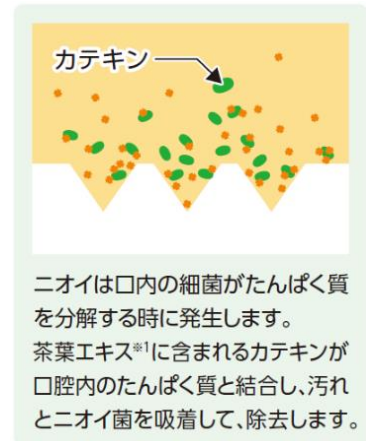 カテキン
ニオイは口内の細菌がたんぱく質
を分解する時に発生します。
茶葉エキス※1に含まれるカテキンが
口腔内のたんぱく質と結合し、汚れ
とニオイ菌を吸着して、除去します。